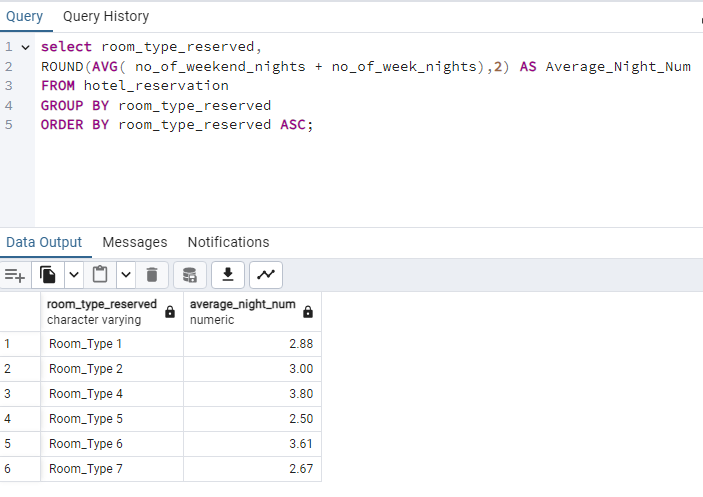 Query Query History
1 select room_type_reserved,
2 ROUND(AVG( no_of_weekend_nights + no_of_week_nights),2) AS Average_Night_Num
3 FROM hotel_reservation
4 GROUP BY room_type_reserved
5 ORDER BY room_type_reserved ASC;
Data Output Messages Notifications
room_type_reserved average_night_num
character varying numeric
1 Room_Type 1 2.88
2 Room_Type 2 3.00
3 Room_Type 4 3.80
4 Room_Type 5 2.50
5 Room_Type 6 3.61
6 Room_Type 7 2.67